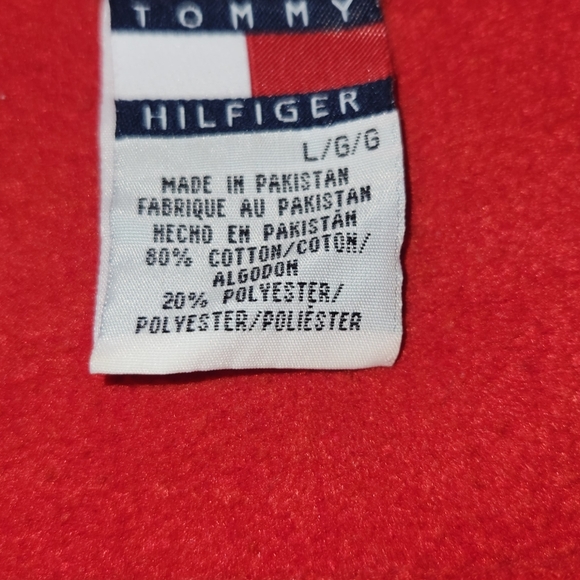 TOMMY
HILFIGER
L/G/G
MADE IN PAKISTAN
FABRIQUE AU PAKISTAN
HECHO EN PAKISTÁN
80% COTTON/COTON/
ALGODON
20% POLYESTER/
POLYESTER/POLIÉSTER